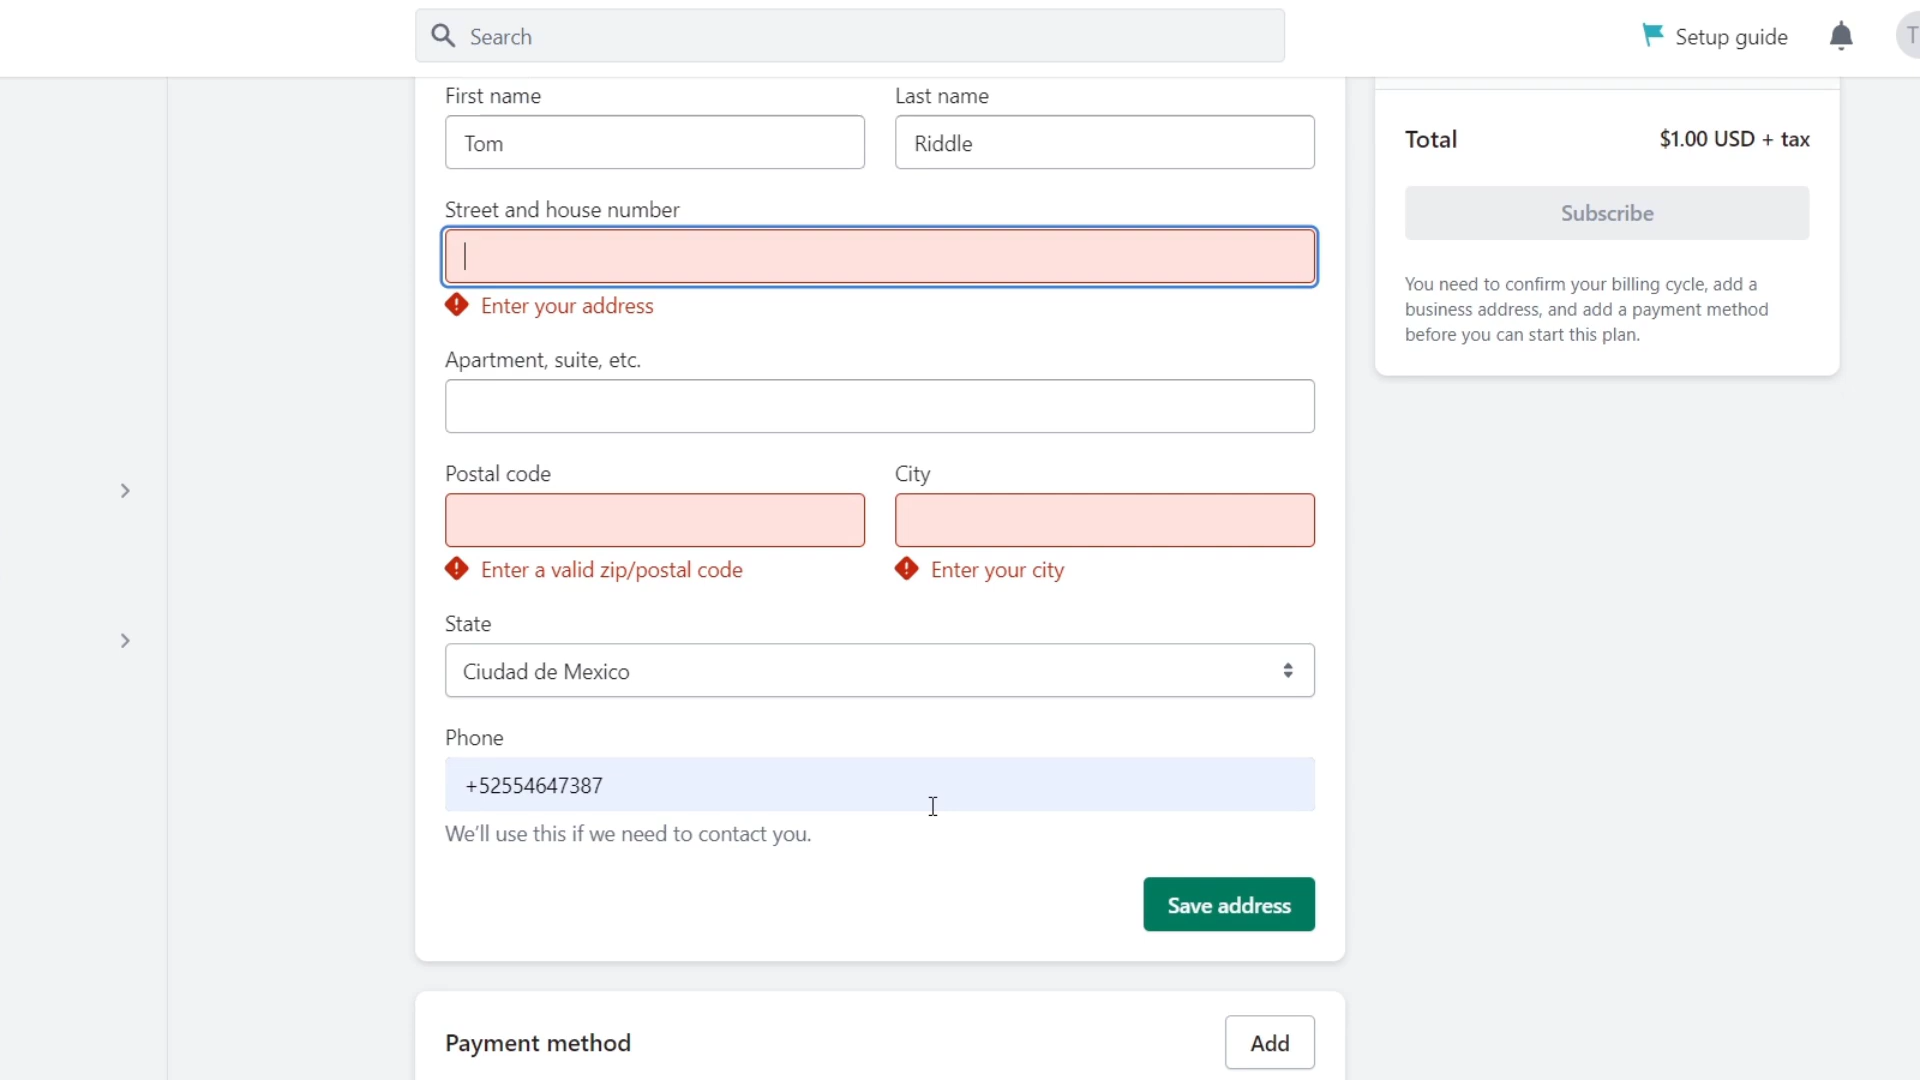 Search
Setup guide
T
First name
Last name
Tom
Riddle
Street and house number
Enter your address
Apartment, suite, etc.
Postal code
City
Enter a valid zip/postal code
Enter your city
State
Ciudad de Mexico
Phone
+52554647387
We'll use this if we need to contact you.
Save address
Payment method
Add
Total
$1.00 USD + tax
Subscribe
You need to confirm your billing cycle, add a
business address, and add a payment method
before you can start this plan.